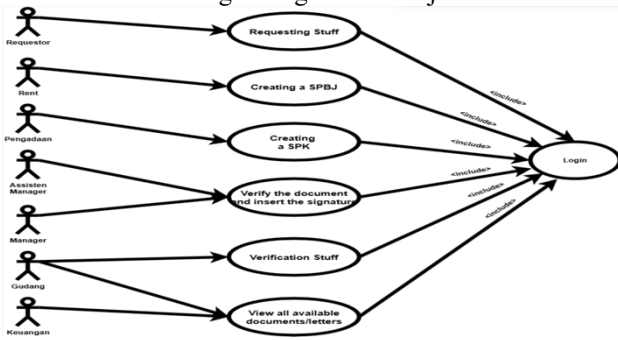 Requestor
Requesting Stuff
<include>
Rent
Creating a SPBJ
<include>
Pengadaan
Creating
a SPK
<include>
Login
Assisten
Manager
Verify the document
and insert the signature
<include>
Manager
Verification Stuff
<include>
Gudang
View all available
documents/letters
<include>
Keuangan